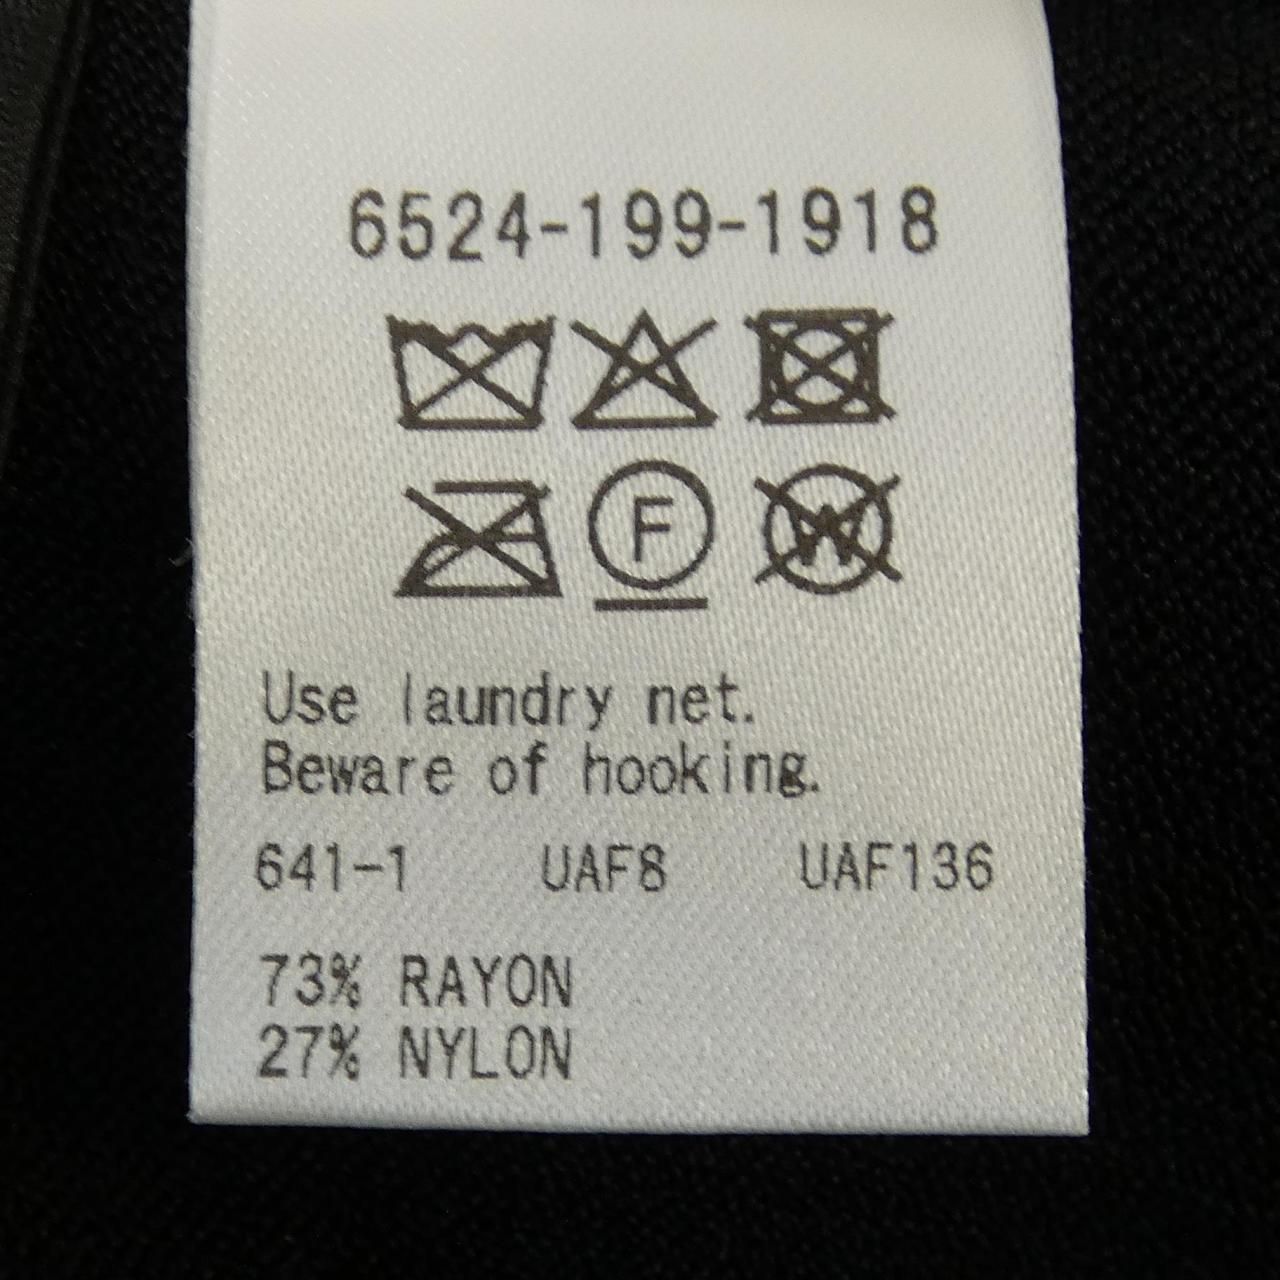 6524-199-1918
F
W
Use laundry net.
Beware of hooking.
641-1 UAF8 UAF136
73% RAYON
27% NYLON